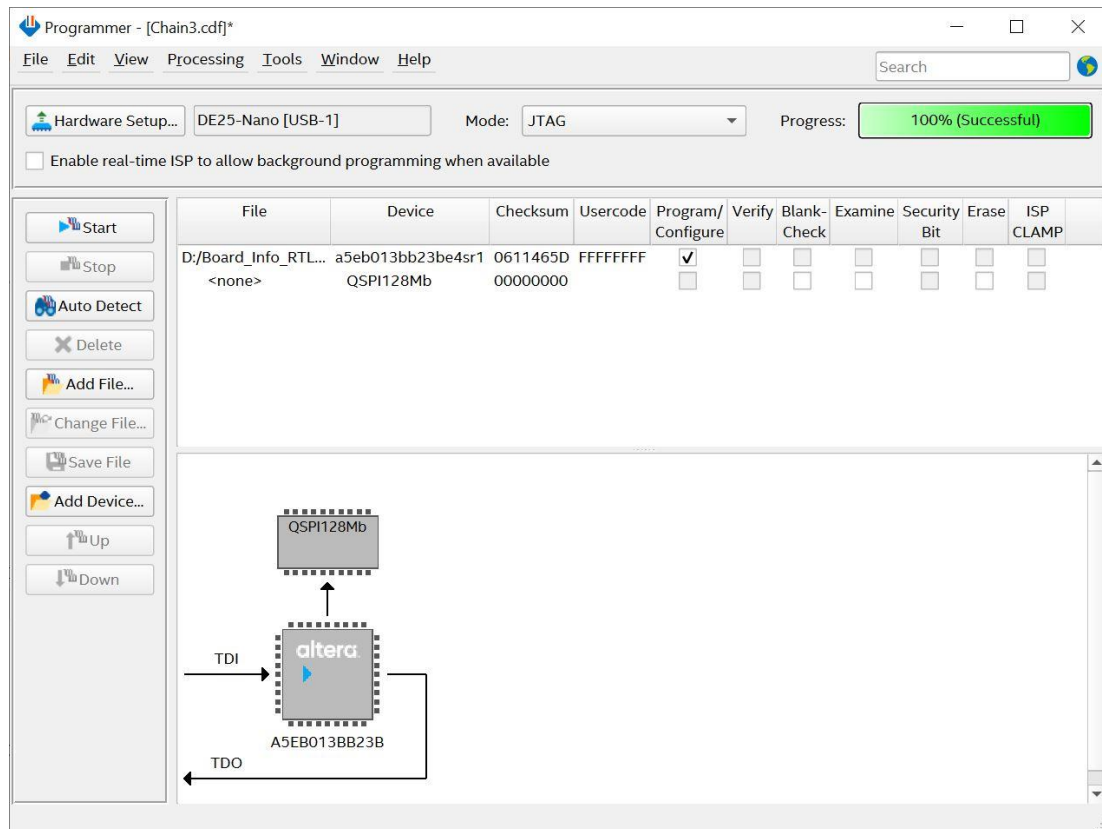 Programmer - [Chain3.cdf]*
File Edit View Processing Tools Window Help
Search
Hardware Setup... DE25-Nano [USB-1] Mode: JTAG Progress: 100% (Successful)
Enable real-time ISP to allow background programming when available
Start
Stop
Auto Detect
Delete
Add File...
Change File...
Save File
Add Device...
Up
Down
File Device Checksum Usercode Program/ Verify Blank- Examine Security Erase ISP
Configure Check Bit CLAMP
D:/Board_Info_RTL... a5eb013bb23be4sr1 0611465D FFFFFFFF
<none> QSPI128Mb 00000000
QSPI128Mb
altera
TDI
A5EB013BB23B
TDO